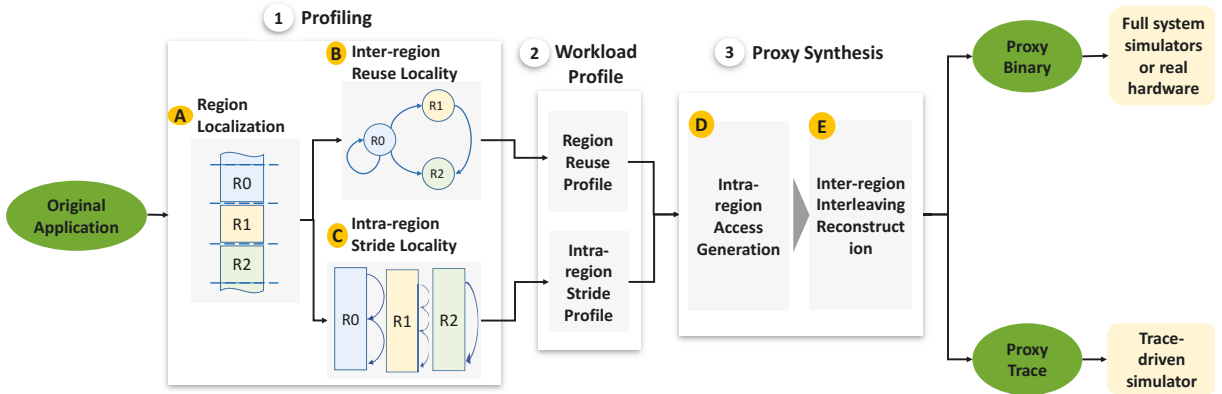 1 Profiling
A Region
Localization
R0
R1
R2
Original
Application
B Inter-region
Reuse Locality
R0
R1
R2
C Intra-region
Stride Locality
R0
R1
R2
2 Workload
Profile
Region
Reuse
Profile
Intra-
region
Stride
Profile
3 Proxy Synthesis
D
Intra-
region
Access
Generation
E
Inter-region
Interleaving
Reconstruct
ion
Proxy
Binary
Full system
simulators
or real
hardware
Proxy
Trace
Trace-
driven
simulator